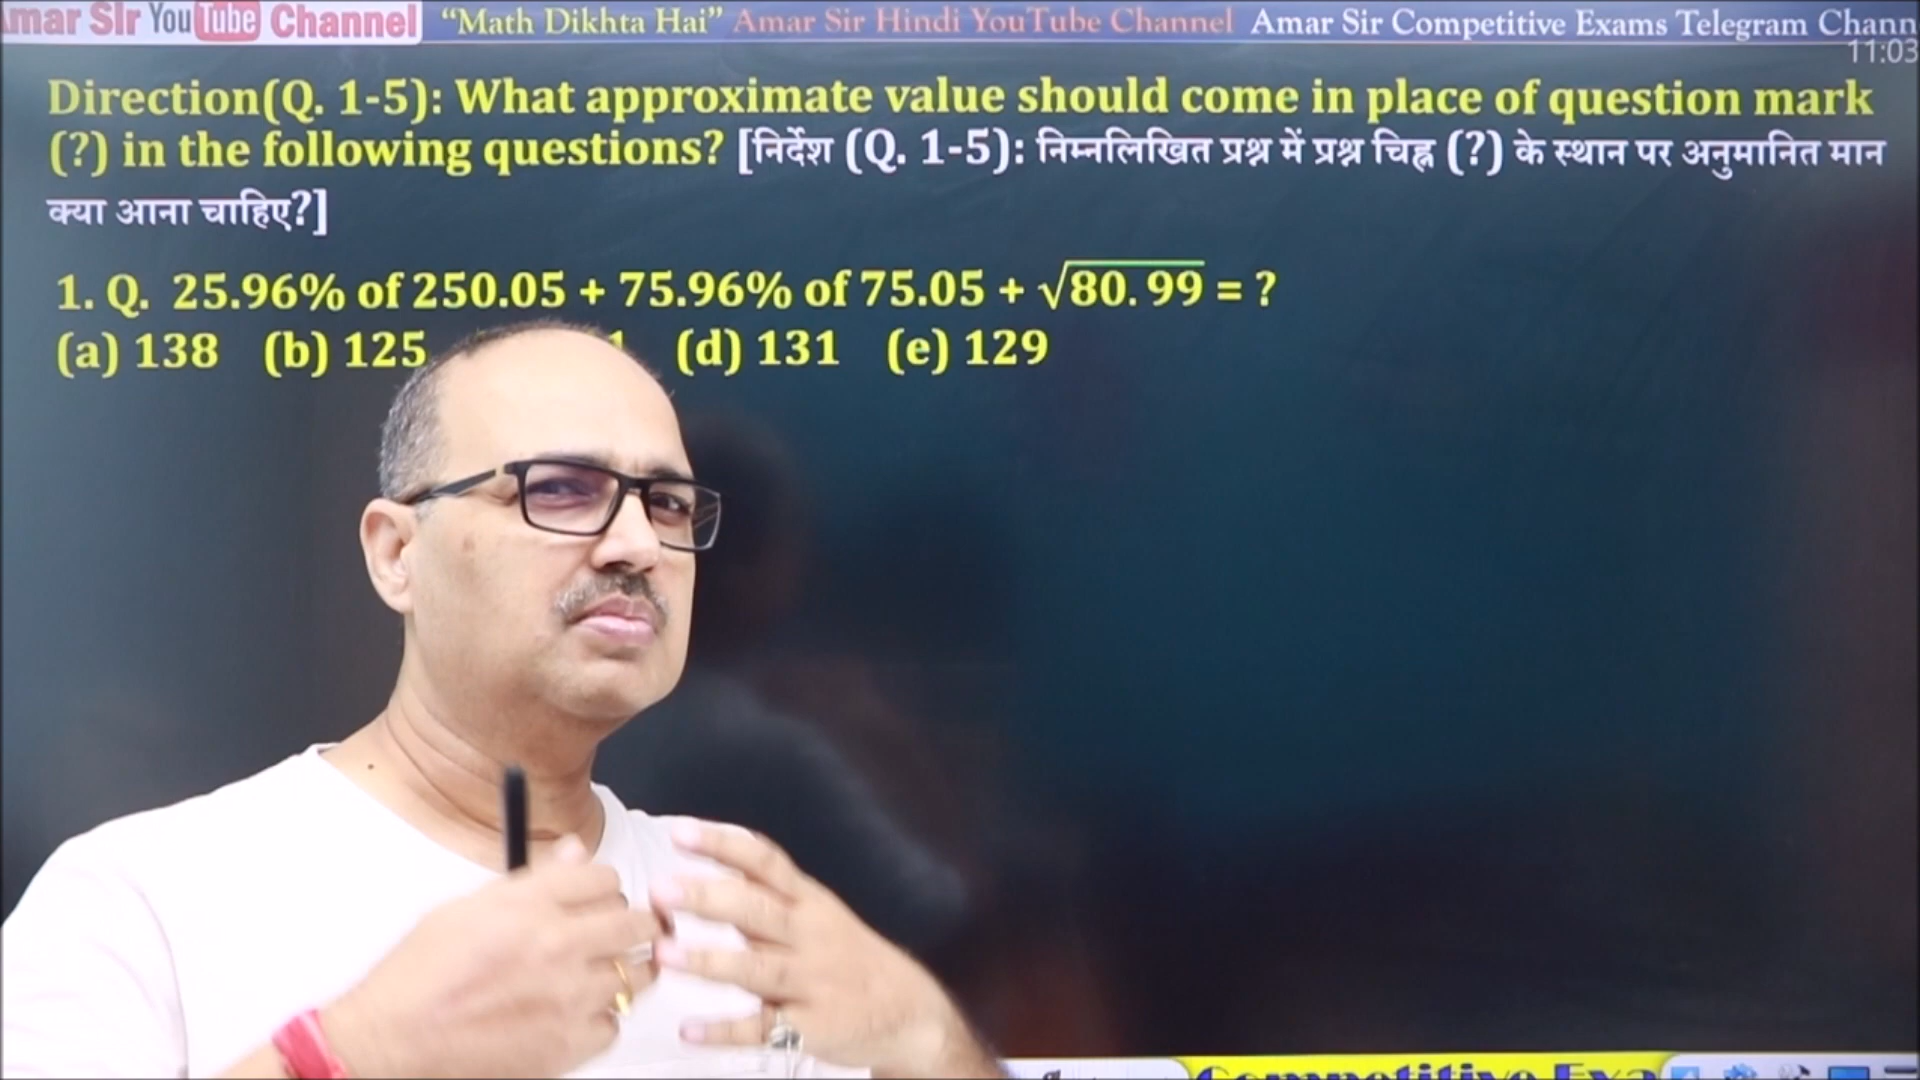 Amar Sir YouTube Channel "Math Dikhta Hai" Amar Sir Hindi YouTube Channel Amar Sir Competitive Exams Telegram Chann
11:03
Direction(Q. 1-5): What approximate value should come in place of question mark
(?) in the following questions? [निर्देश (Q. 1-5): निम्नलिखित प्रश्न में प्रश्न चिह्न (?) के स्थान पर अनुमानित मान
क्या आना चाहिए?]
1. Q. 25.96% of 250.05 + 75.96% of 75.05 + √80.99 = ?
(a) 138 (b) 125 1 (d) 131 (e) 129
Competitive Exa